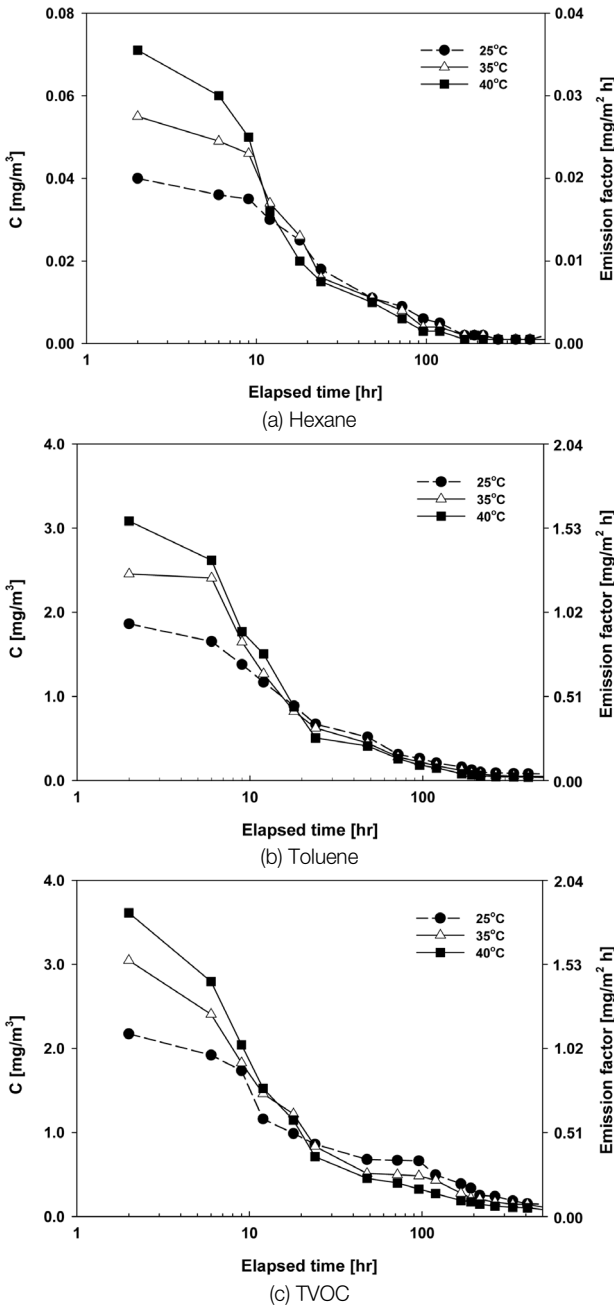 0.08
0.06
0.04
0.02
0.00
C [mg/m³]
0.04
0.03
0.02
0.01
0.00
Emission factor [mg/m² h]
25°C
35°C
40°C
1 10 100
Elapsed time [hr]
(a) Hexane
4.0
3.0
2.0
1.0
0.0
C [mg/m³]
2.04
1.53
1.02
0.51
0.00
Emission factor [mg/m² h]
25°C
35°C
40°C
1 10 100
Elapsed time [hr]
(b) Toluene
4.0
3.0
2.0
1.0
0.0
C [mg/m³]
2.04
1.53
1.02
0.51
0.00
Emission factor [mg/m² h]
25°C
35°C
40°C
1 10 100
Elapsed time [hr]
(c) TVOC